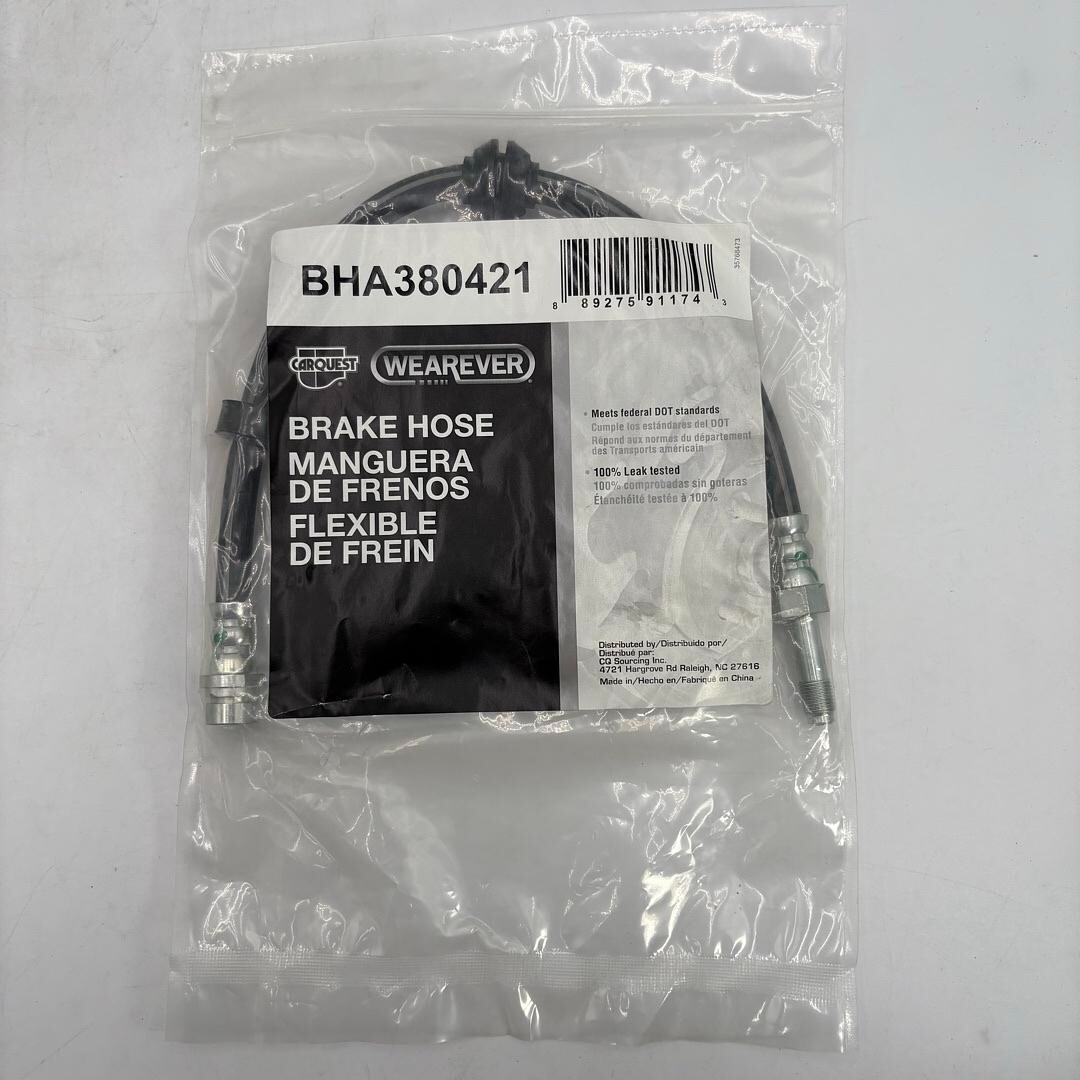 BHA380421
8 89275 91174 3
35768473
CARQUEST
WEAREVER
BRAKE HOSE
MANGUERA
DE FRENOS
FLEXIBLE
DE FREIN
• Meets federal DOT standards
Cumple los estándares del DOT
Répond aux normes du département
des Transports américain
• 100% Leak tested
100% comprobadas sin goteras
Étanchéité testée à 100%
Distributed by/Distribuido por/
Distribué par:
CQ Sourcing Inc.
4721 Hargrove Rd Raleigh, NC 27616
Made in/Hecho en/Fabriqué en China